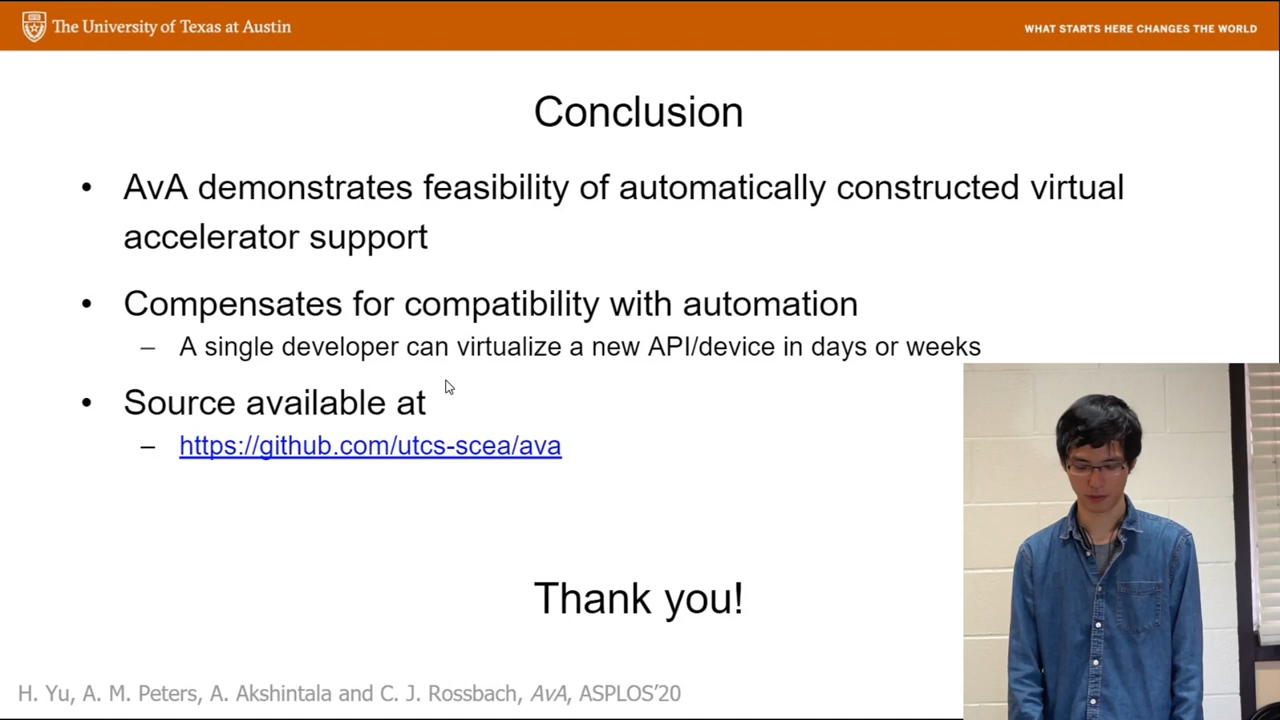 The University of Texas at Austin
WHAT STARTS HERE CHANGES THE WORLD
Conclusion
• AvA demonstrates feasibility of automatically constructed virtual
accelerator support
• Compensates for compatibility with automation
– A single developer can virtualize a new API/device in days or weeks
• Source available at
– https://github.com/utcs-scea/ava
Thank you!
H. Yu, A. M. Peters, A. Akshintala and C. J. Rossbach, AvA, ASPLOS'20